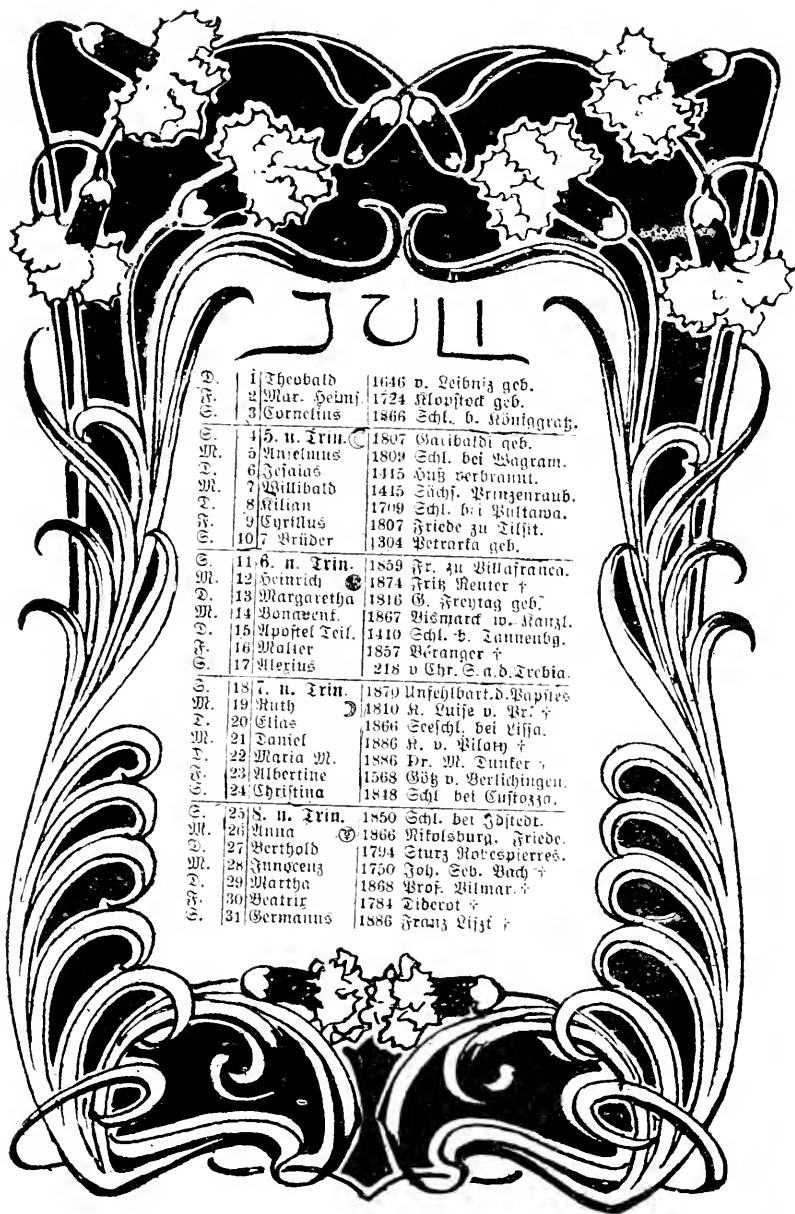 JULI
D. 1 Theobald 1646 v. Leibniz geb.
F. 2 Mar. Heims. 1724 Klopstock geb.
S. 3 Cornelius 1866 Schl. b. Königgratz.
S. 4 5. n. Trin. 1807 Garibaldi geb.
M. 5 Anselmus 1809 Schl. bei Wagram.
D. 6 Jesaias 1415 Huß verbrannt.
M. 7 Willibald 1445 Sächs. Prinzenraub.
D. 8 Kilian 1709 Schl. bei Pultawa.
F. 9 Cyrillus 1807 Friede zu Tilsit.
S. 10 7 Brüder 1304 Petrarka geb.
S. 11 6. n. Trin. 1859 Fr. zu Villafranca.
M. 12 Heinrich 1874 Fritz Reuter †
D. 13 Margaretha 1816 G. Freytag geb.
M. 14 Bonavent. 1867 Bismarck w. Kanzl.
D. 15 Apostel Teil. 1410 Schl. b. Tannenbg.
F. 16 Walter 1857 Béranger †
S. 17 Alexius 218 v Chr. S. a. d. Trebia.
S. 18 7. n. Trin. 1870 Unfehlbark. d. Papstes
M. 19 Ruth 1810 K. Luise v. Pr. †
D. 20 Elias 1866 Seeschl. bei Lissa.
M. 21 Daniel 1886 K. v. Piloty †
D. 22 Maria M. 1886 Dr. M. Dunker †
F. 23 Albertine 1568 Götz v. Berlichingen.
S. 24 Christina 1848 Schl bei Custozza.
S. 25 8. n. Trin. 1850 Schl. bei Idstedt.
M. 26 Anna 1866 Nikolsburg. Friede.
D. 27 Berthold 1794 Sturz Robespierres.
M. 28 Innocenz 1750 Joh. Seb. Bach †
D. 29 Martha 1868 Prof. Vilmar. †
F. 30 Beatrix 1784 Diderot †
S. 31 Germanus 1886 Franz Liszt †